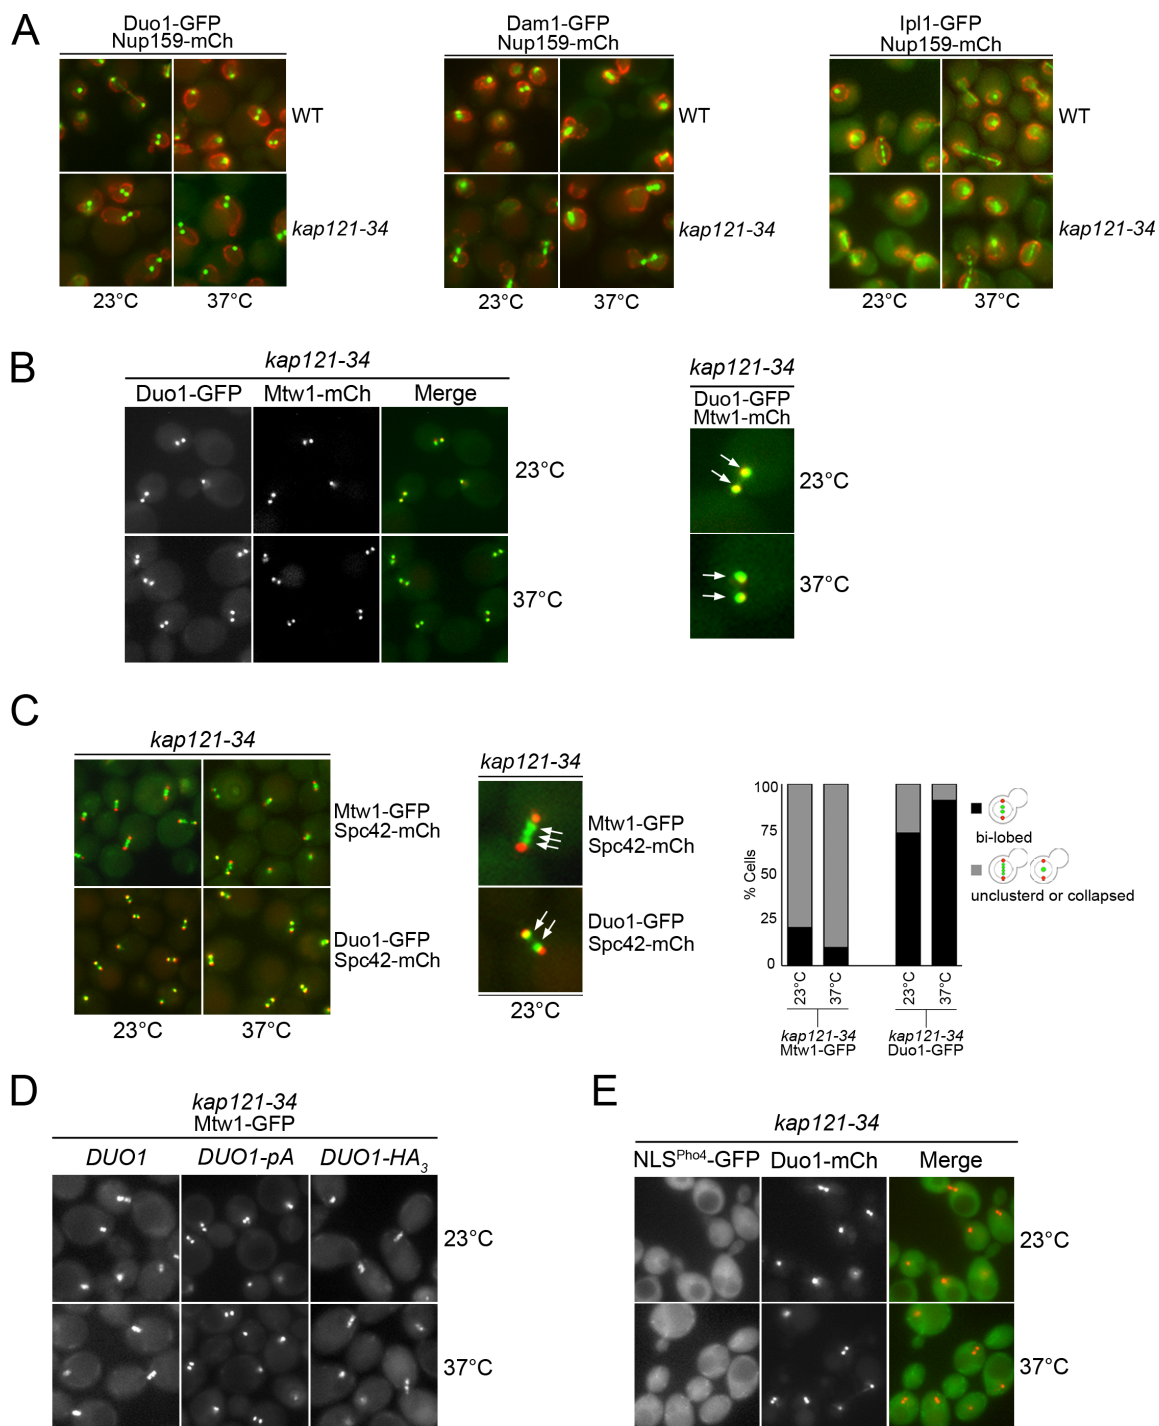 A
Duo1-GFP
Nup159-mCh
Dam1-GFP
Nup159-mCh
Ipl1-GFP
Nup159-mCh
WT
WT
WT
kap121-34
kap121-34
kap121-34
23°C 37°C
23°C 37°C
23°C 37°C
B
kap121-34
Duo1-GFP Mtw1-mCh Merge
23°C
37°C
kap121-34
Duo1-GFP
Mtw1-mCh
23°C
37°C
C
kap121-34
Mtw1-GFP
Spc42-mCh
Duo1-GFP
Spc42-mCh
23°C 37°C
kap121-34
Mtw1-GFP
Spc42-mCh
Duo1-GFP
Spc42-mCh
23°C
% Cells
100
75
50
25
0
23°C
37°C
23°C
37°C
kap121-34
Mtw1-GFP
kap121-34
Duo1-GFP
bi-lobed
unclusterd or collapsed
D
kap121-34
Mtw1-GFP
DUO1 DUO1-pA DUO1-HA3
23°C
37°C
E
kap121-34
NLSPho4-GFP Duo1-mCh Merge
23°C
37°C